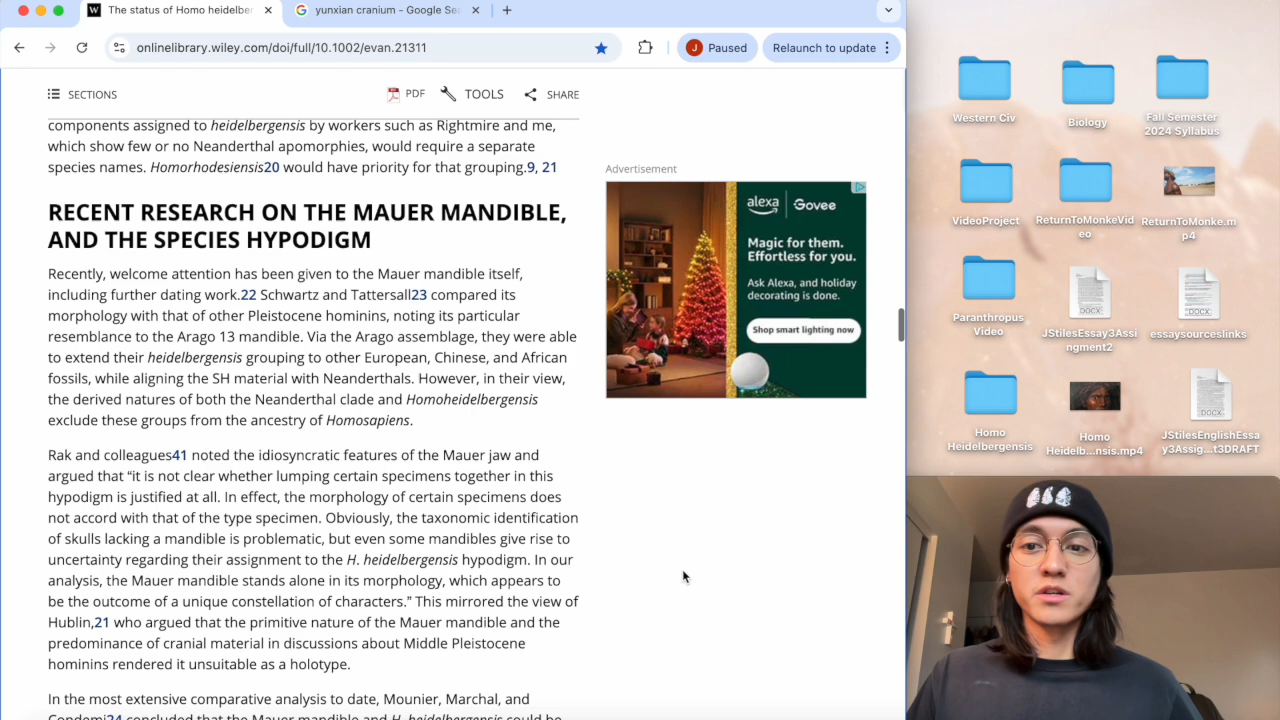 The status of Homo heidelber
yunxian cranium - Google Se
onlinelibrary.wiley.com/doi/full/10.1002/evan.21311
J Paused
Relaunch to update
SECTIONS
PDF
TOOLS
SHARE
components assigned to heidelbergensis by workers such as Rightmire and me,
which show few or no Neanderthal apomorphies, would require a separate
species names. Homorhodesiensis20 would have priority for that grouping.9, 21
RECENT RESEARCH ON THE MAUER MANDIBLE,
AND THE SPECIES HYPODIGM
Recently, welcome attention has been given to the Mauer mandible itself,
including further dating work.22 Schwartz and Tattersall23 compared its
morphology with that of other Pleistocene hominins, noting its particular
resemblance to the Arago 13 mandible. Via the Arago assemblage, they were able
to extend their heidelbergensis grouping to other European, Chinese, and African
fossils, while aligning the SH material with Neanderthals. However, in their view,
the derived natures of both the Neanderthal clade and Homoheidelbergensis
exclude these groups from the ancestry of Homosapiens.
Rak and colleagues41 noted the idiosyncratic features of the Mauer jaw and
argued that “it is not clear whether lumping certain specimens together in this
hypodigm is justified at all. In effect, the morphology of certain specimens does
not accord with that of the type specimen. Obviously, the taxonomic identification
of skulls lacking a mandible is problematic, but even some mandibles give rise to
uncertainty regarding their assignment to the H. heidelbergensis hypodigm. In our
analysis, the Mauer mandible stands alone in its morphology, which appears to
be the outcome of a unique constellation of characters.” This mirrored the view of
Hublin,21 who argued that the primitive nature of the Mauer mandible and the
predominance of cranial material in discussions about Middle Pleistocene
hominins rendered it unsuitable as a holotype.
In the most extensive comparative analysis to date, Mounier, Marchal, and
Condemi24 concluded that the Mauer mandible and H. heidelbergensis could be
Advertisement
alexa
Govee
Magic for them.
Effortless for you.
Ask Alexa, and holiday
decorating is done.
Shop smart lighting now
Western Civ
Biology
Fall Semester
2024 Syllabus
VideoProject
ReturnToMonkeVid
eo
ReturnToMonke.m
p4
Paranthropus
Video
DOCX
JStilesEssay3Assi
ngment2
DOCX
essaysourceslinks
Homo
Heidelbergensis
Homo
Heidelb...nsis.mp4
DOCX
JStilesEnglishEssa
y3Assig...t3DRAFT